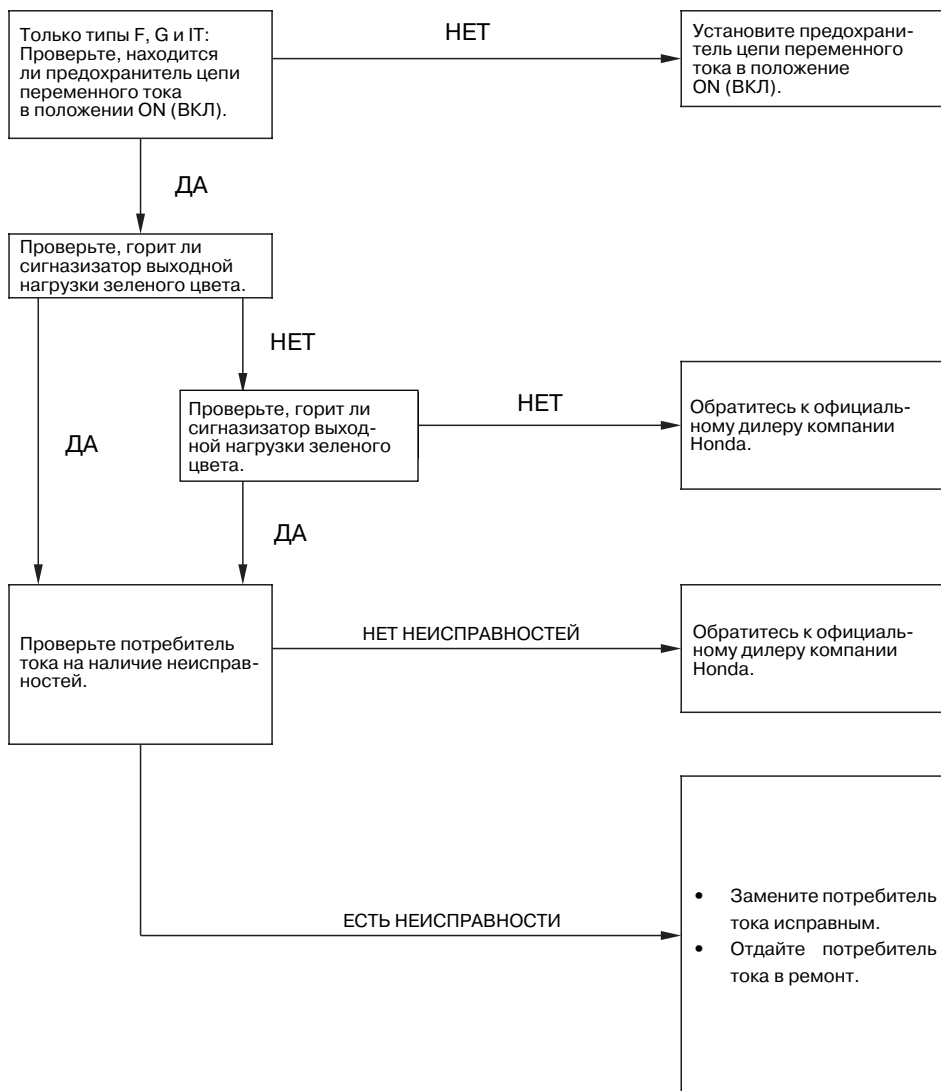 Только типы F, G и IT:
Проверьте, находится
ли предохранитель цепи
переменного тока
в положении ON (ВКЛ).
НЕТ
Установите предохрани-
тель цепи переменного
тока в положение
ON (ВКЛ).
ДА
Проверьте, горит ли
сигназизатор выходной
нагрузки зеленого цвета.
НЕТ
ДА
Проверьте, горит ли
сигназизатор выход-
ной нагрузки зеленого
цвета.
НЕТ
Обратитесь к официаль-
ному дилеру компании
Honda.
ДА
Проверьте потребитель
тока на наличие неисправ-
ностей.
НЕТ НЕИСПРАВНОСТЕЙ
Обратитесь к официаль-
ному дилеру компании
Honda.
ЕСТЬ НЕИСПРАВНОСТИ
• Замените потребитель
тока исправным.
• Отдайте потребитель
тока в ремонт.